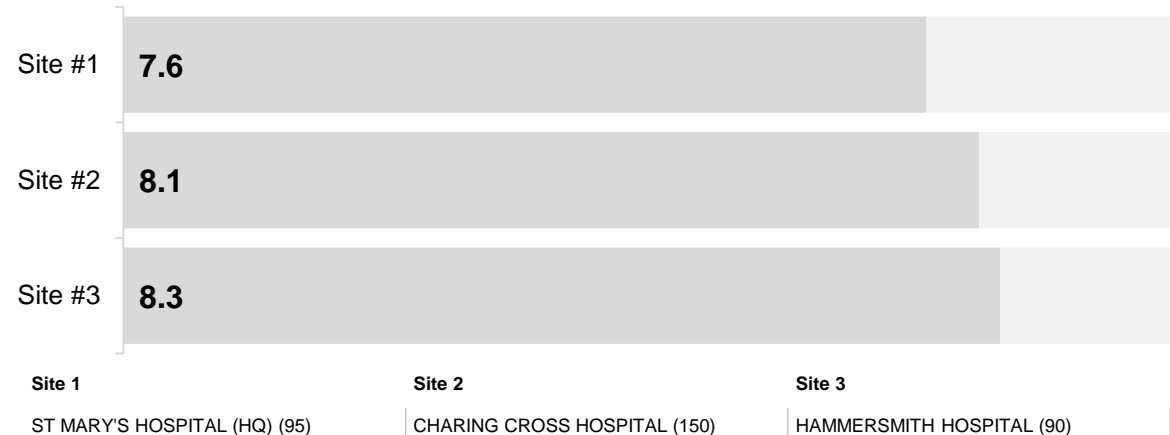 Site #1 7.6
Site #2 8.1
Site #3 8.3
Site 1 Site 2 Site 3
ST MARY'S HOSPITAL (HQ) (95) CHARING CROSS HOSPITAL (150) HAMMERSMITH HOSPITAL (90)